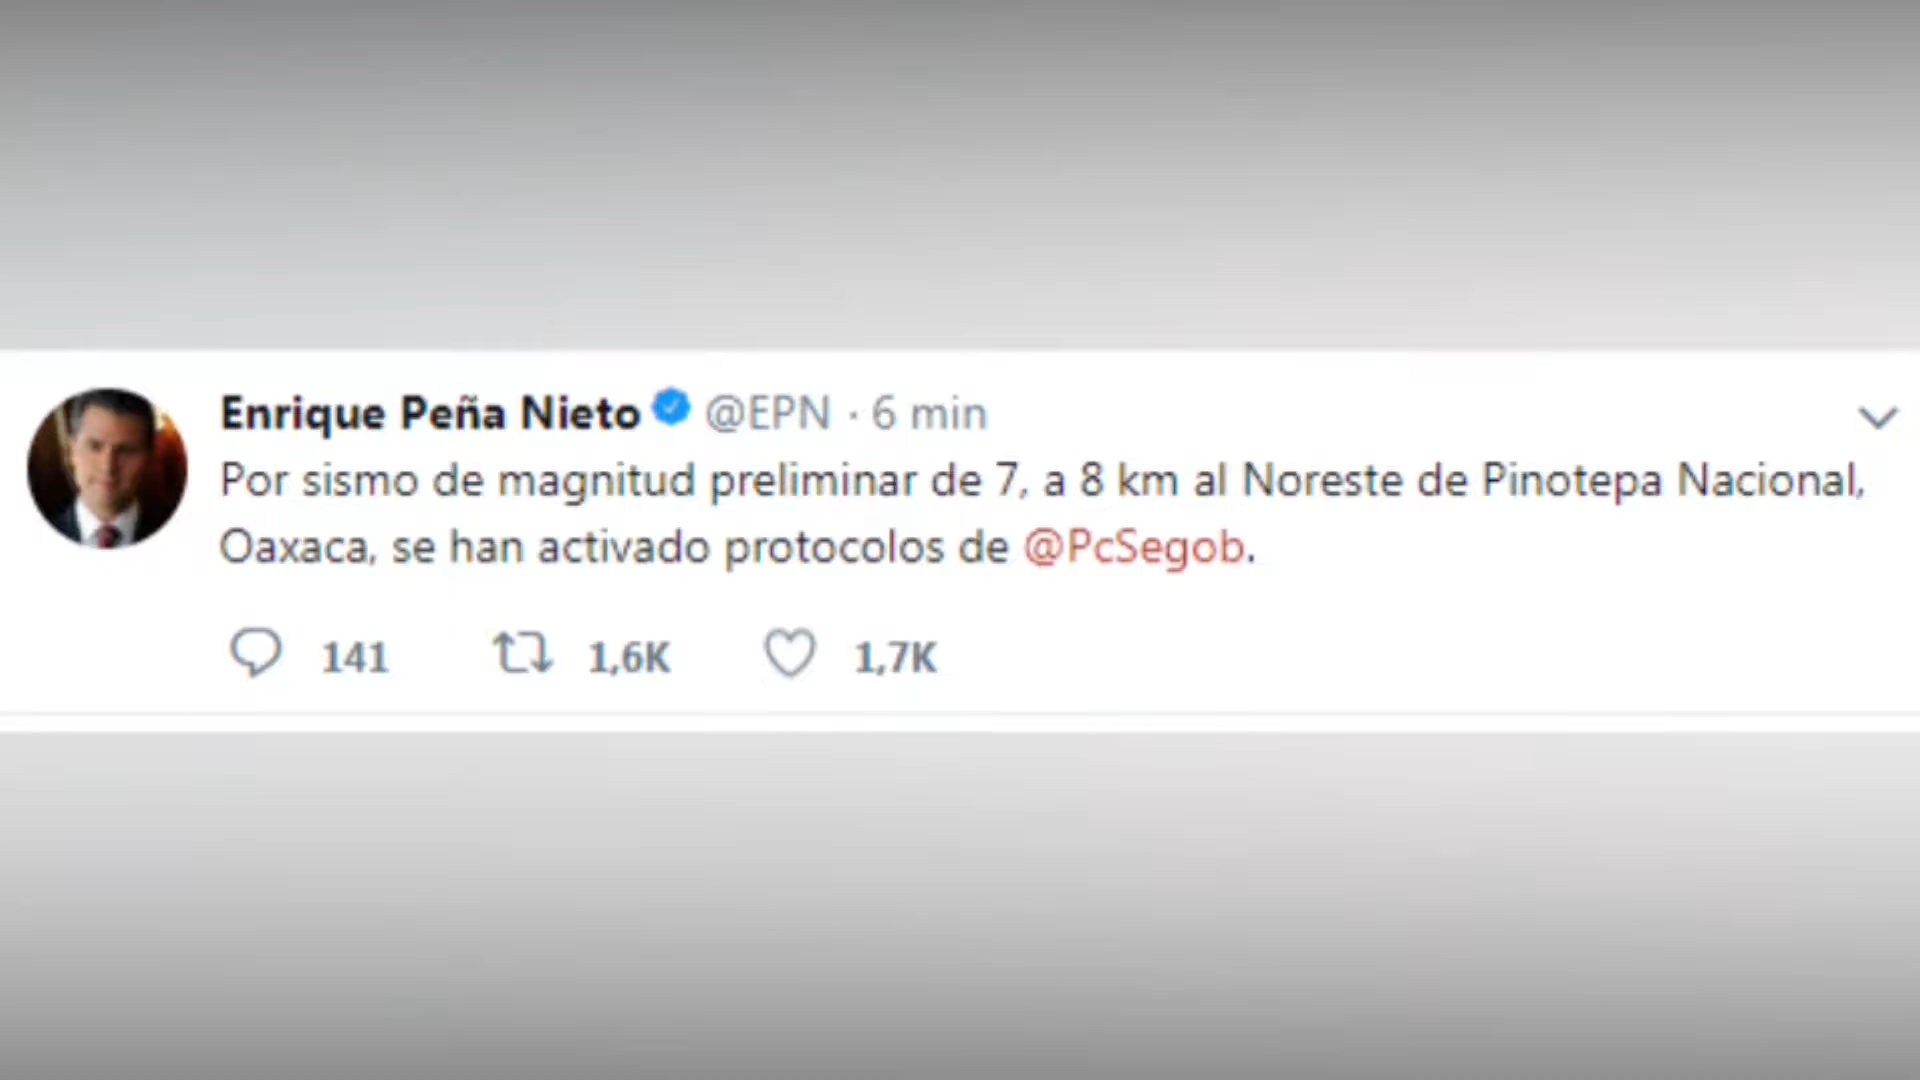 Enrique Peña Nieto @EPN · 6 min
Por sismo de magnitud preliminar de 7, a 8 km al Noreste de Pinotepa Nacional,
Oaxaca, se han activado protocolos de @PcSegob.
141 1,6K 1,7K